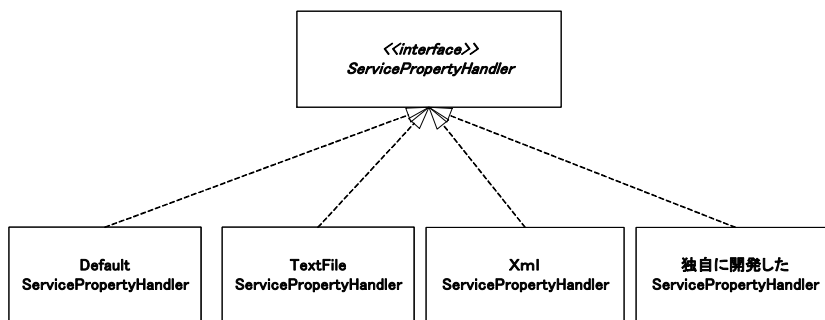 <<interface>>
ServicePropertyHandler
Default
ServicePropertyHandler
TextFile
ServicePropertyHandler
Xml
ServicePropertyHandler
独自に開発した
ServicePropertyHandler